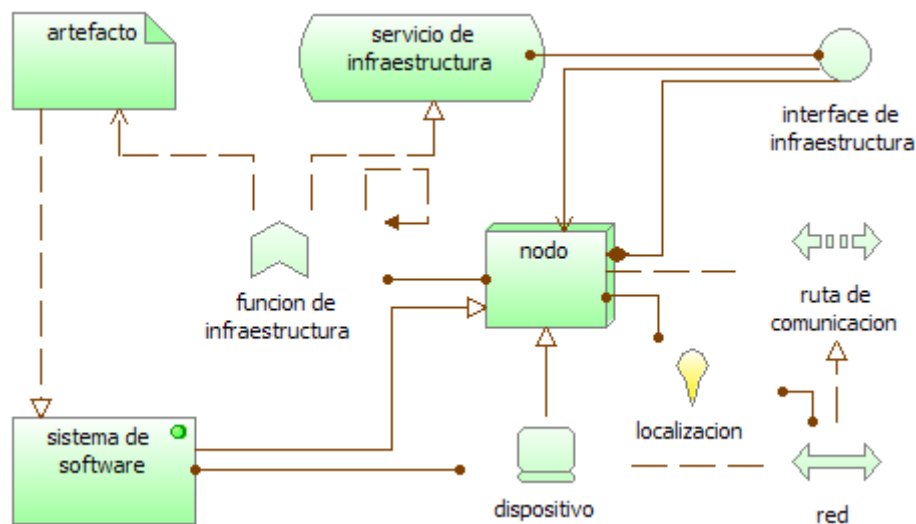 artefacto
servicio de
infraestructura
interface de
infraestructura
nodo
funcion de
infraestructura
ruta de
comunicacion
localizacion
sistema de
software
dispositivo
red